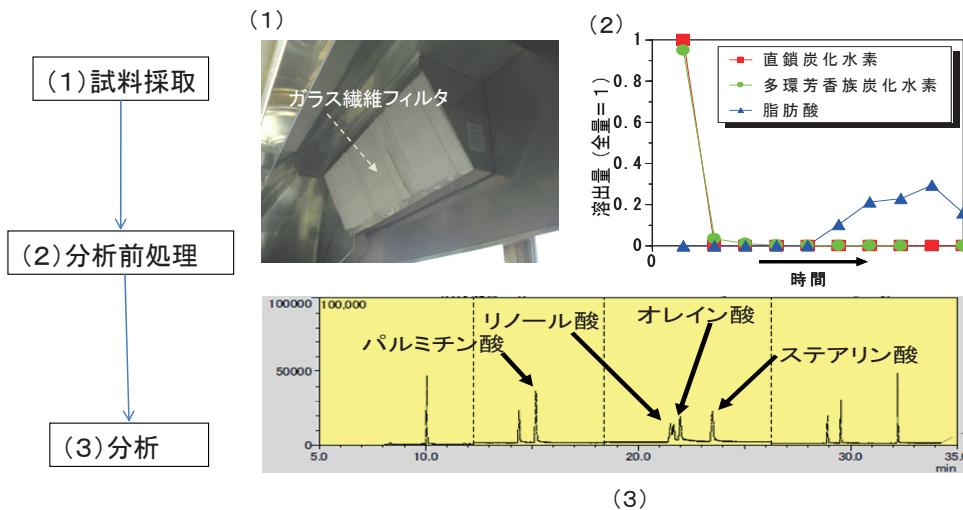 (1)試料採取
(2)分析前処理
(3)分析
(1)
ガラス繊維フィルタ
(2)
溶出量(全量=1)
1
0.8
0.6
0.4
0.2
0
0
直鎖炭化水素
多環芳香族炭化水素
脂肪酸
時間
100000 100,000
50000
0
パルミチン酸
リノール酸
オレイン酸
ステアリン酸
5.0 10.0 20.0 30.0 35.0
min
(3)